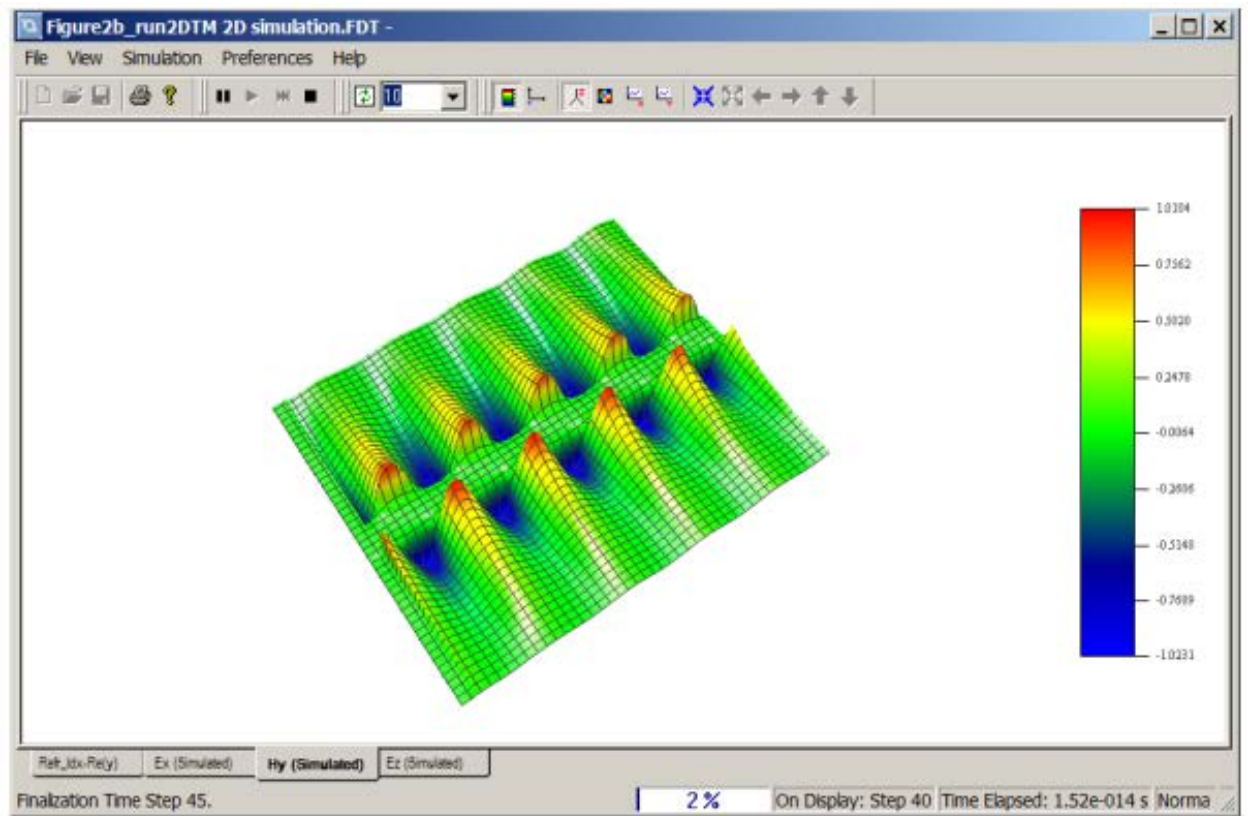 Figure2b_run2DTM 2D simulation.FDT -
File View Simulation Preferences Help
10
1.0104
0.7562
0.5020
0.2478
-0.0064
-0.2606
-0.5148
-0.7689
-1.0231
Refr_Idx-Re(y) Ex (Simulated) Hy (Simulated) Ez (Simulated)
Finalization Time Step 45. 2% On Display: Step 40 Time Elapsed: 1.52e-014 s Norma